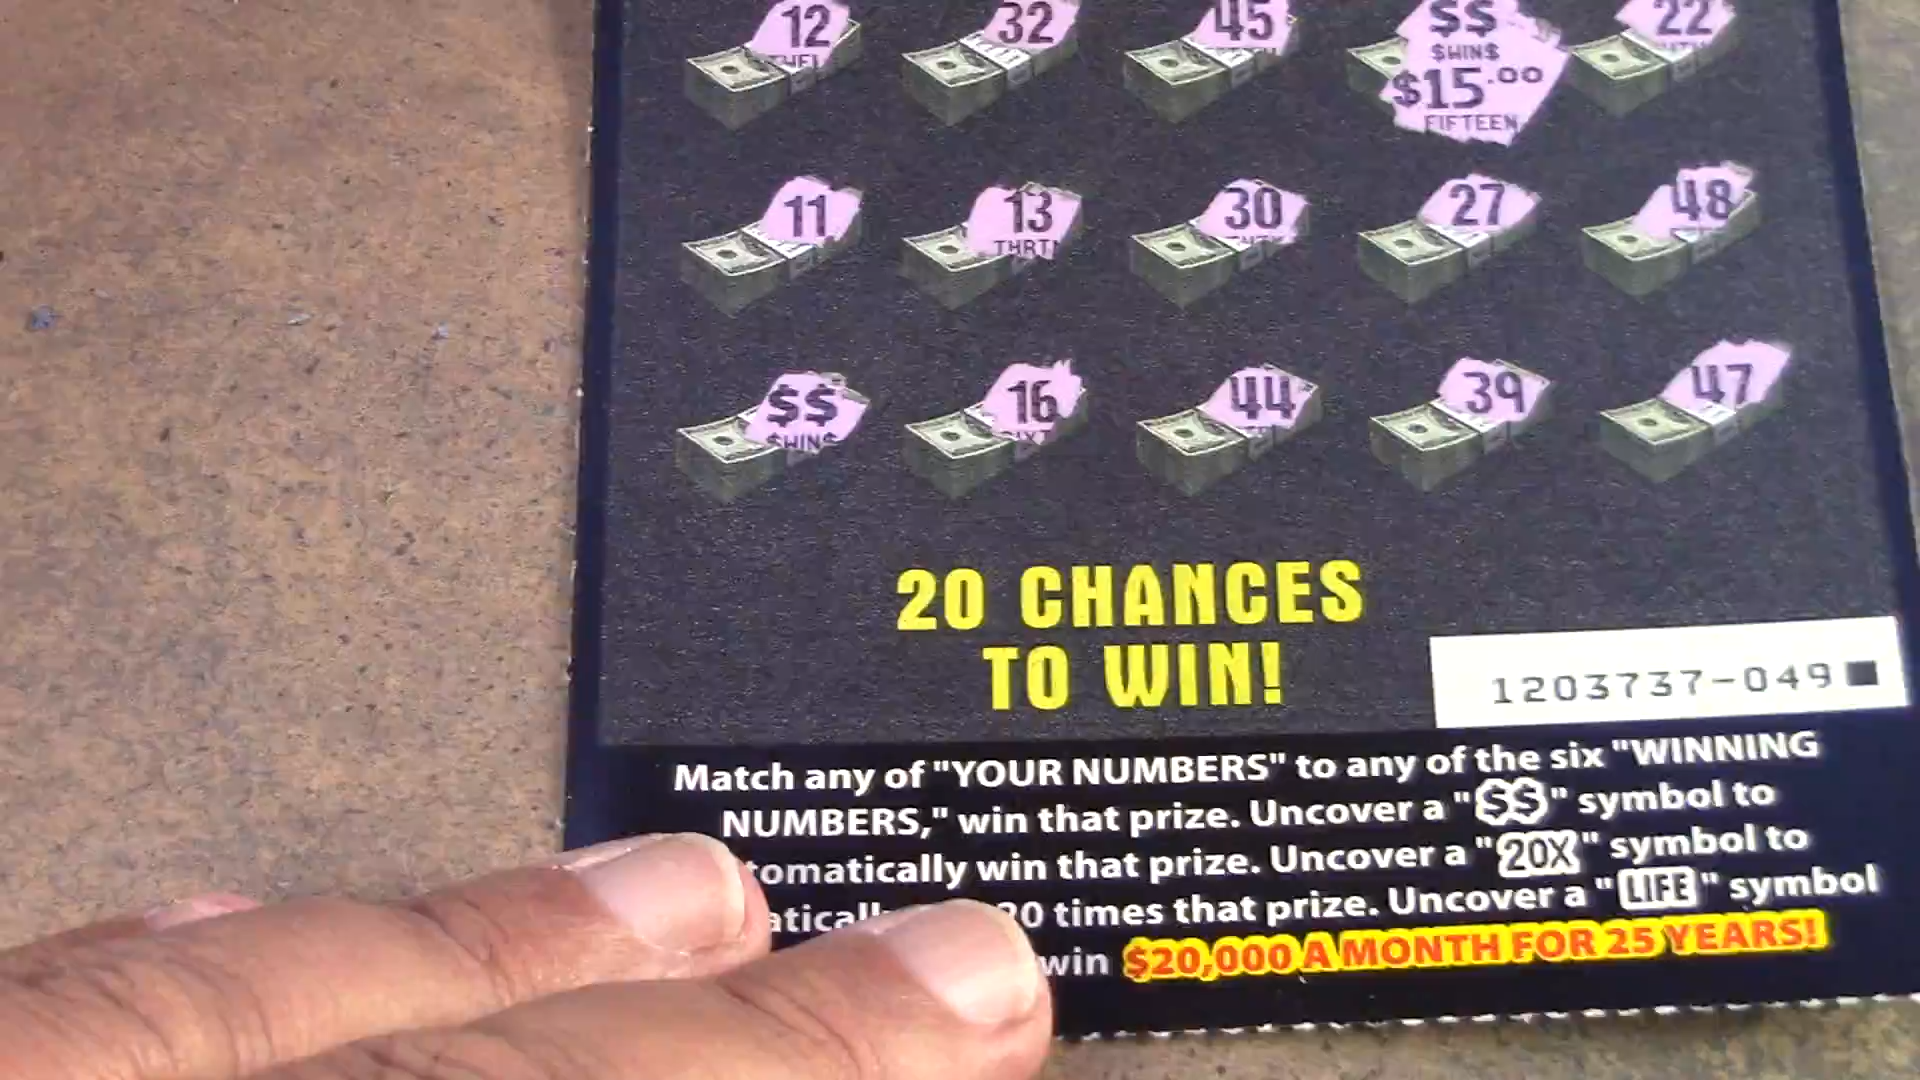 12 32 45 $$ 22
$WIN$
$15.00
FIFTEEN
11 13 30 27 48
THRTN
$$ 16 44 39 47
$WIN$
20 CHANCES
TO WIN!
1203737-049
Match any of "YOUR NUMBERS" to any of the six "WINNING
NUMBERS," win that prize. Uncover a "$$" symbol to
tomatically win that prize. Uncover a "20X" symbol to
atically 20 times that prize. Uncover a "LIFE" symbol
win $20,000 A MONTH FOR 25 YEARS!